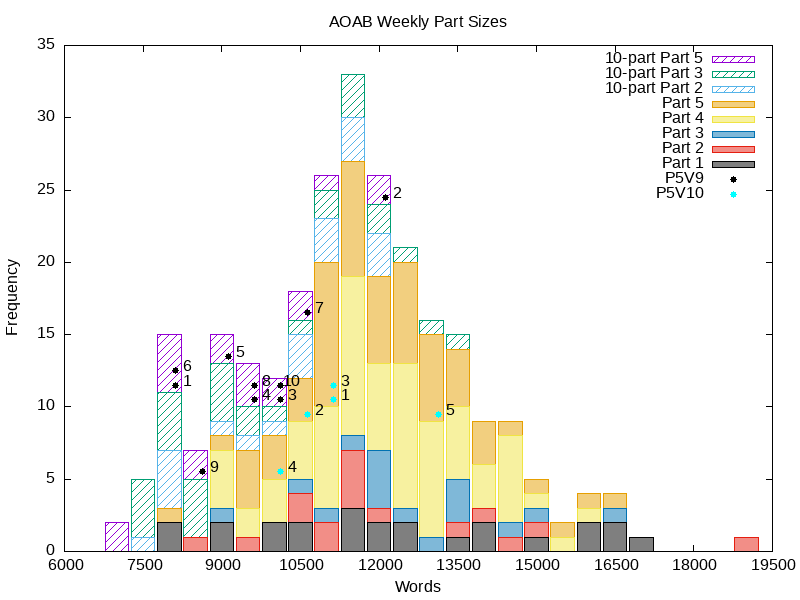 AOAB Weekly Part Sizes
35
30
25
20
15
10
5
0
Frequency
6000 7500 9000 10500 12000 13500 15000 16500 18000 19500
Words
10-part Part 5
10-part Part 3
10-part Part 2
Part 5
Part 4
Part 3
Part 2
Part 1
P5V9
P5V10
2
7
5
6
1
8
4
10
3
9
3
1
2
5
4